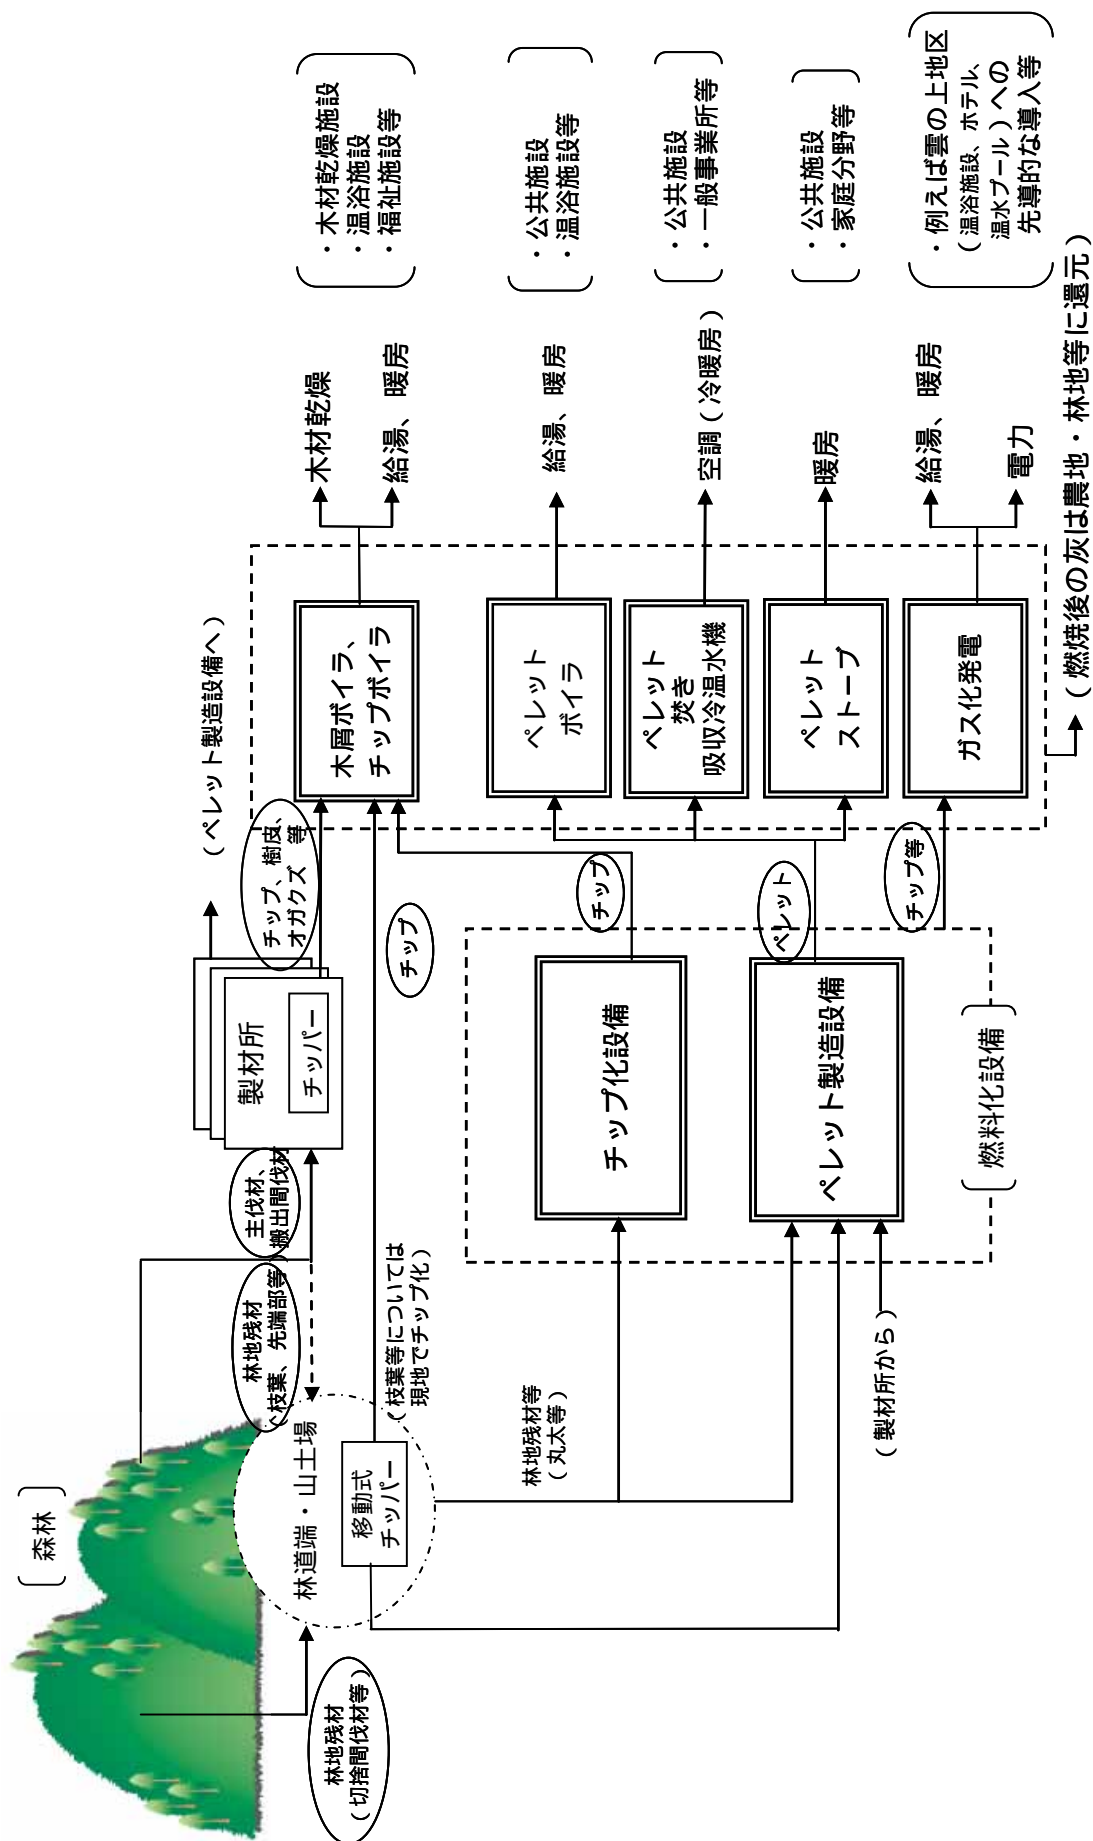 〔森林〕
林地残材
(切捨間伐材等)
林道端・山土場
移動式
チッパー
林地残材
(枝葉、先端部等)
主伐材、
搬出間伐材
製材所
チッパー
(ペレット製造設備へ)
チップ、樹皮、
オガクズ 等
(枝葉等については
現地でチップ化)
チップ
林地残材等
(丸太等)
(製材所から)
チップ化設備
ペレット製造設備
〔燃料化設備〕
チップ
ペレット
チップ等
木屑ボイラ、
チップボイラ
ペレット
ボイラ
ペレット
焚き
吸収冷温水機
ペレット
ストーブ
ガス化発電
木材乾燥
給湯、暖房
・木材乾燥施設
・温浴施設
・福祉施設等
給湯、暖房
・公共施設
・温浴施設等
空調(冷暖房)
・公共施設
・一般事業所等
暖房
・公共施設
・家庭分野等
給湯、暖房
電力
・例えば雲の上地区
(温浴施設、ホテル、
温水プール)への
先導的な導入等
(燃焼後の灰は農地・林地等に還元)